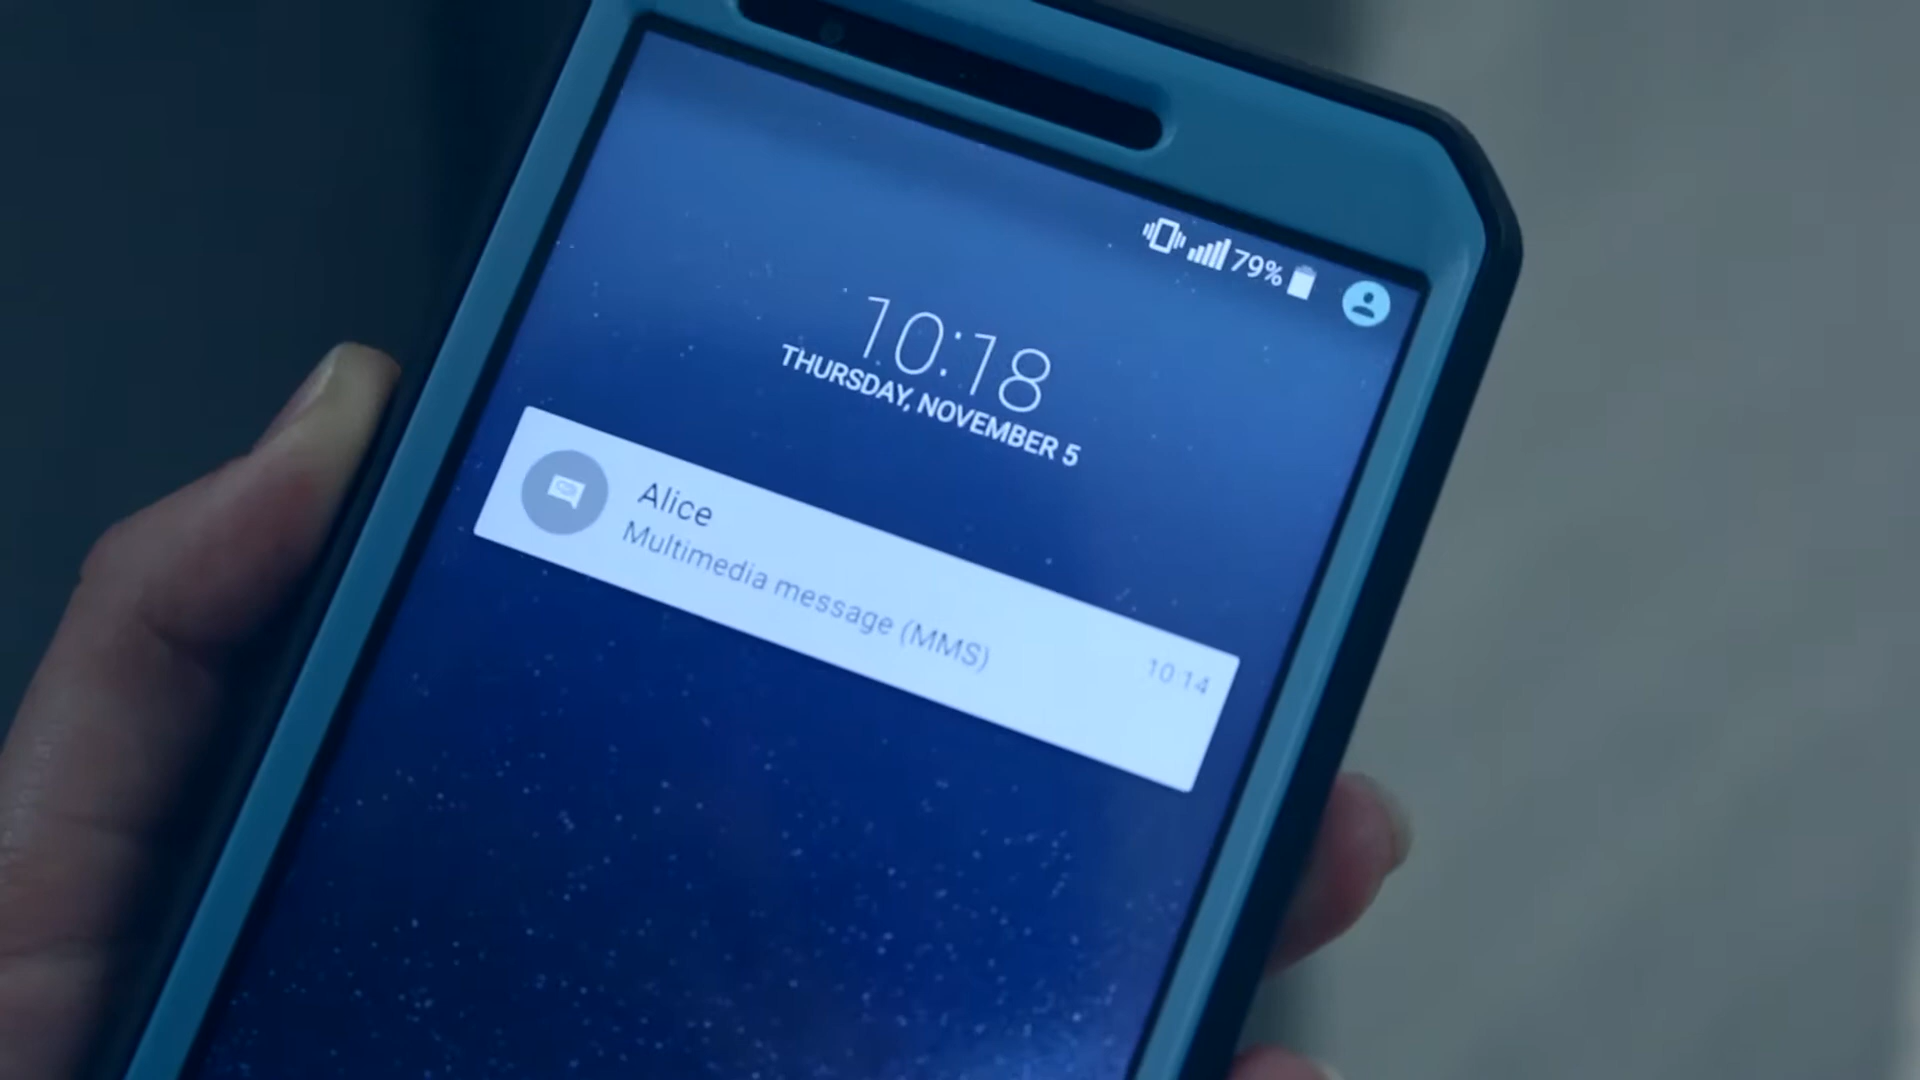 79%
10:18
THURSDAY, NOVEMBER 5
Alice
Multimedia message (MMS)
10:14